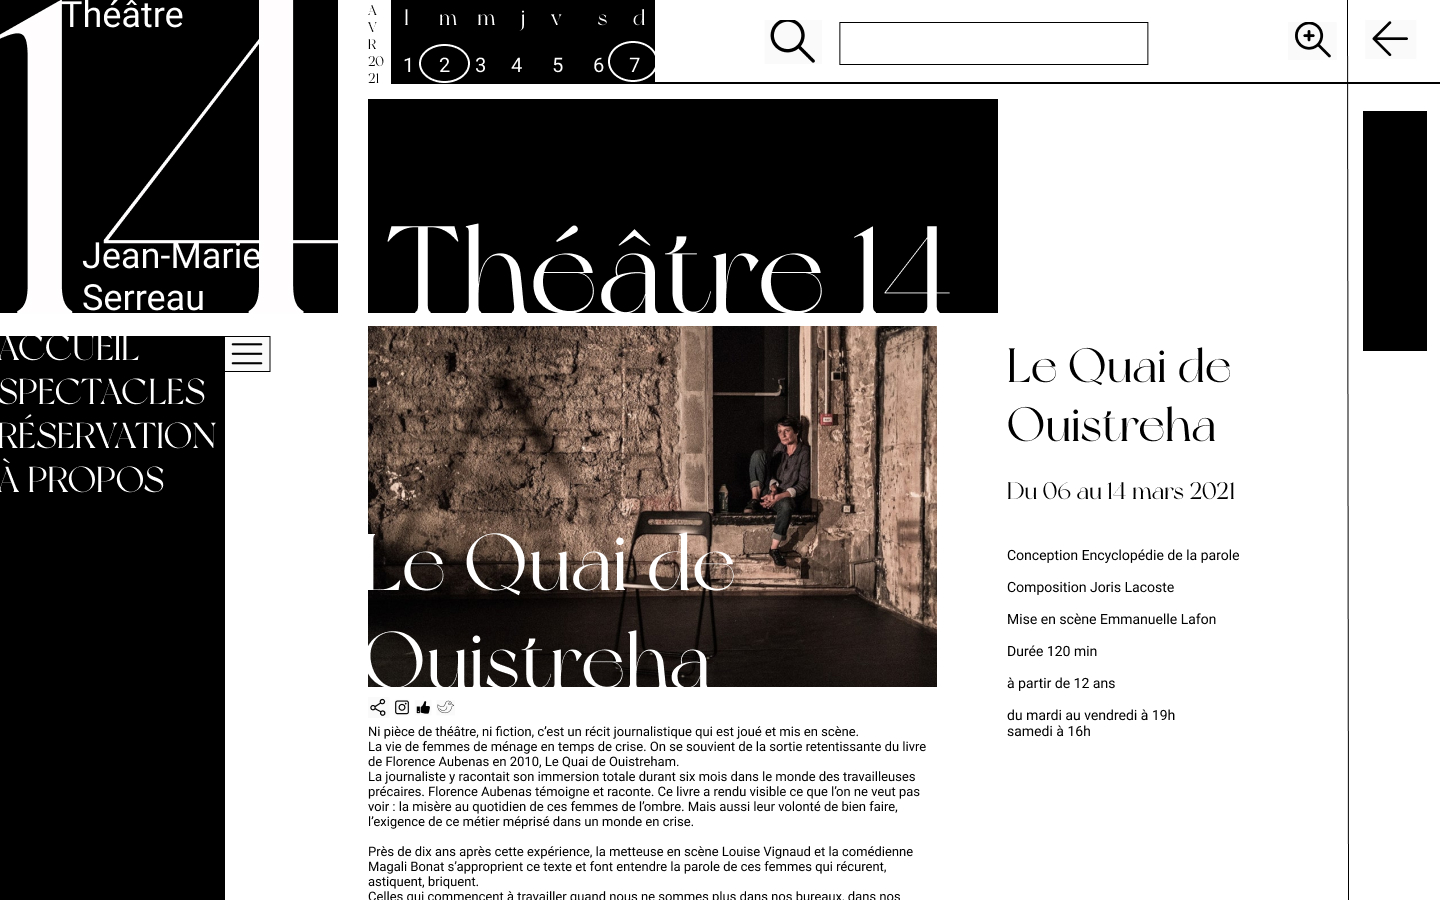 Théâtre
14
Jean-Marie
Serreau
AVR
20
21
l m m j v s d
1 2 3 4 5 6 7
Théâtre 14
ACCUEIL
SPECTACLES
RÉSERVATION
À PROPOS
Le Quai de
Ouistreha
Ni pièce de théâtre, ni fiction, c’est un récit journalistique qui est joué et mis en scène.
La vie de femmes de ménage en temps de crise. On se souvient de la sortie retentissante du livre
de Florence Aubenas en 2010, Le Quai de Ouistreham.
La journaliste y racontait son immersion totale durant six mois dans le monde des travailleuses
précaires. Florence Aubenas témoigne et raconte. Ce livre a rendu visible ce que l’on ne veut pas
voir : la misère au quotidien de ces femmes de l’ombre. Mais aussi leur volonté de bien faire,
l’exigence de ce métier méprisé dans un monde en crise.
Près de dix ans après cette expérience, la metteuse en scène Louise Vignaud et la comédienne
Magali Bonat s’approprient ce texte et font entendre la parole de ces femmes qui récurent,
astiquent, briquent.
Celles qui commencent à travailler quand nous ne sommes plus dans nos bureaux, dans nos
Le Quai de
Ouistreha
Du 06 au 14 mars 2021
Conception Encyclopédie de la parole
Composition Joris Lacoste
Mise en scène Emmanuelle Lafon
Durée 120 min
à partir de 12 ans
du mardi au vendredi à 19h
samedi à 16h